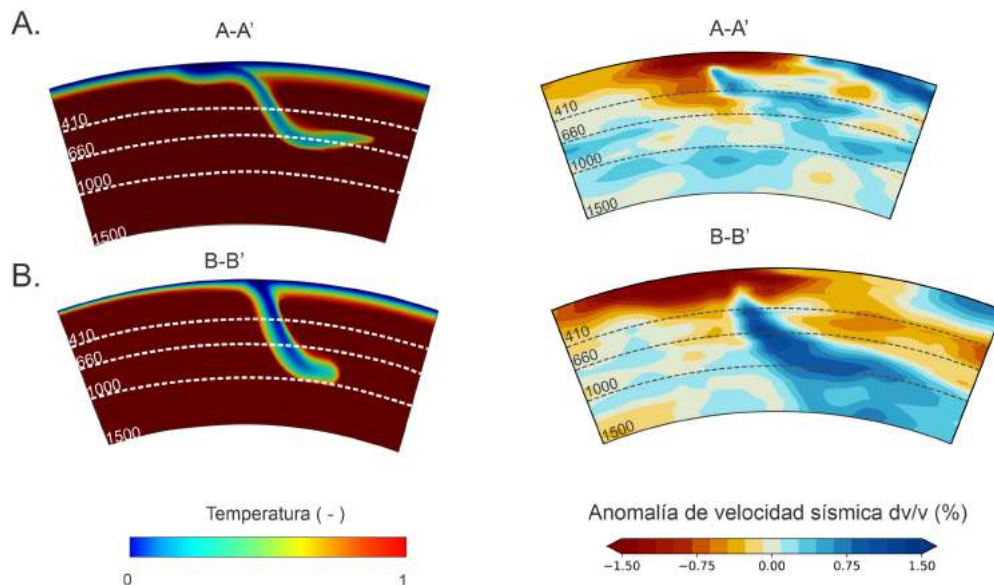 A.
A-A'
410
660
1000
1500
A-A'
410
660
1000
1500
B.
B-B'
410
660
1000
1500
B-B'
410
660
1000
1500
Temperatura ( - )
0 1
Anomalía de velocidad sísmica dv/v (%)
−1.50 −0.75 0.00 0.75 1.50